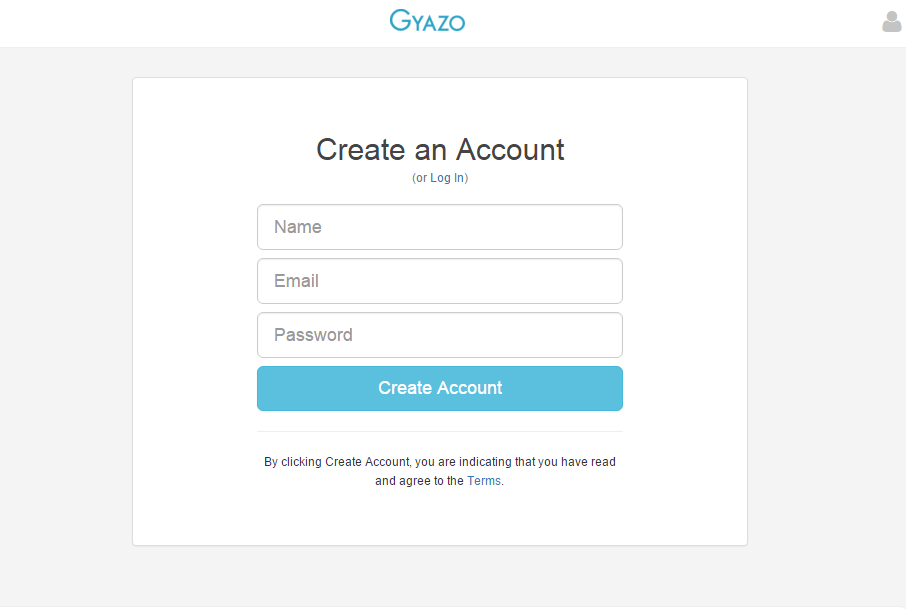 GYAZO
Create an Account
(or Log In)
Name
Email
Password
Create Account
By clicking Create Account, you are indicating that you have read
and agree to the Terms.